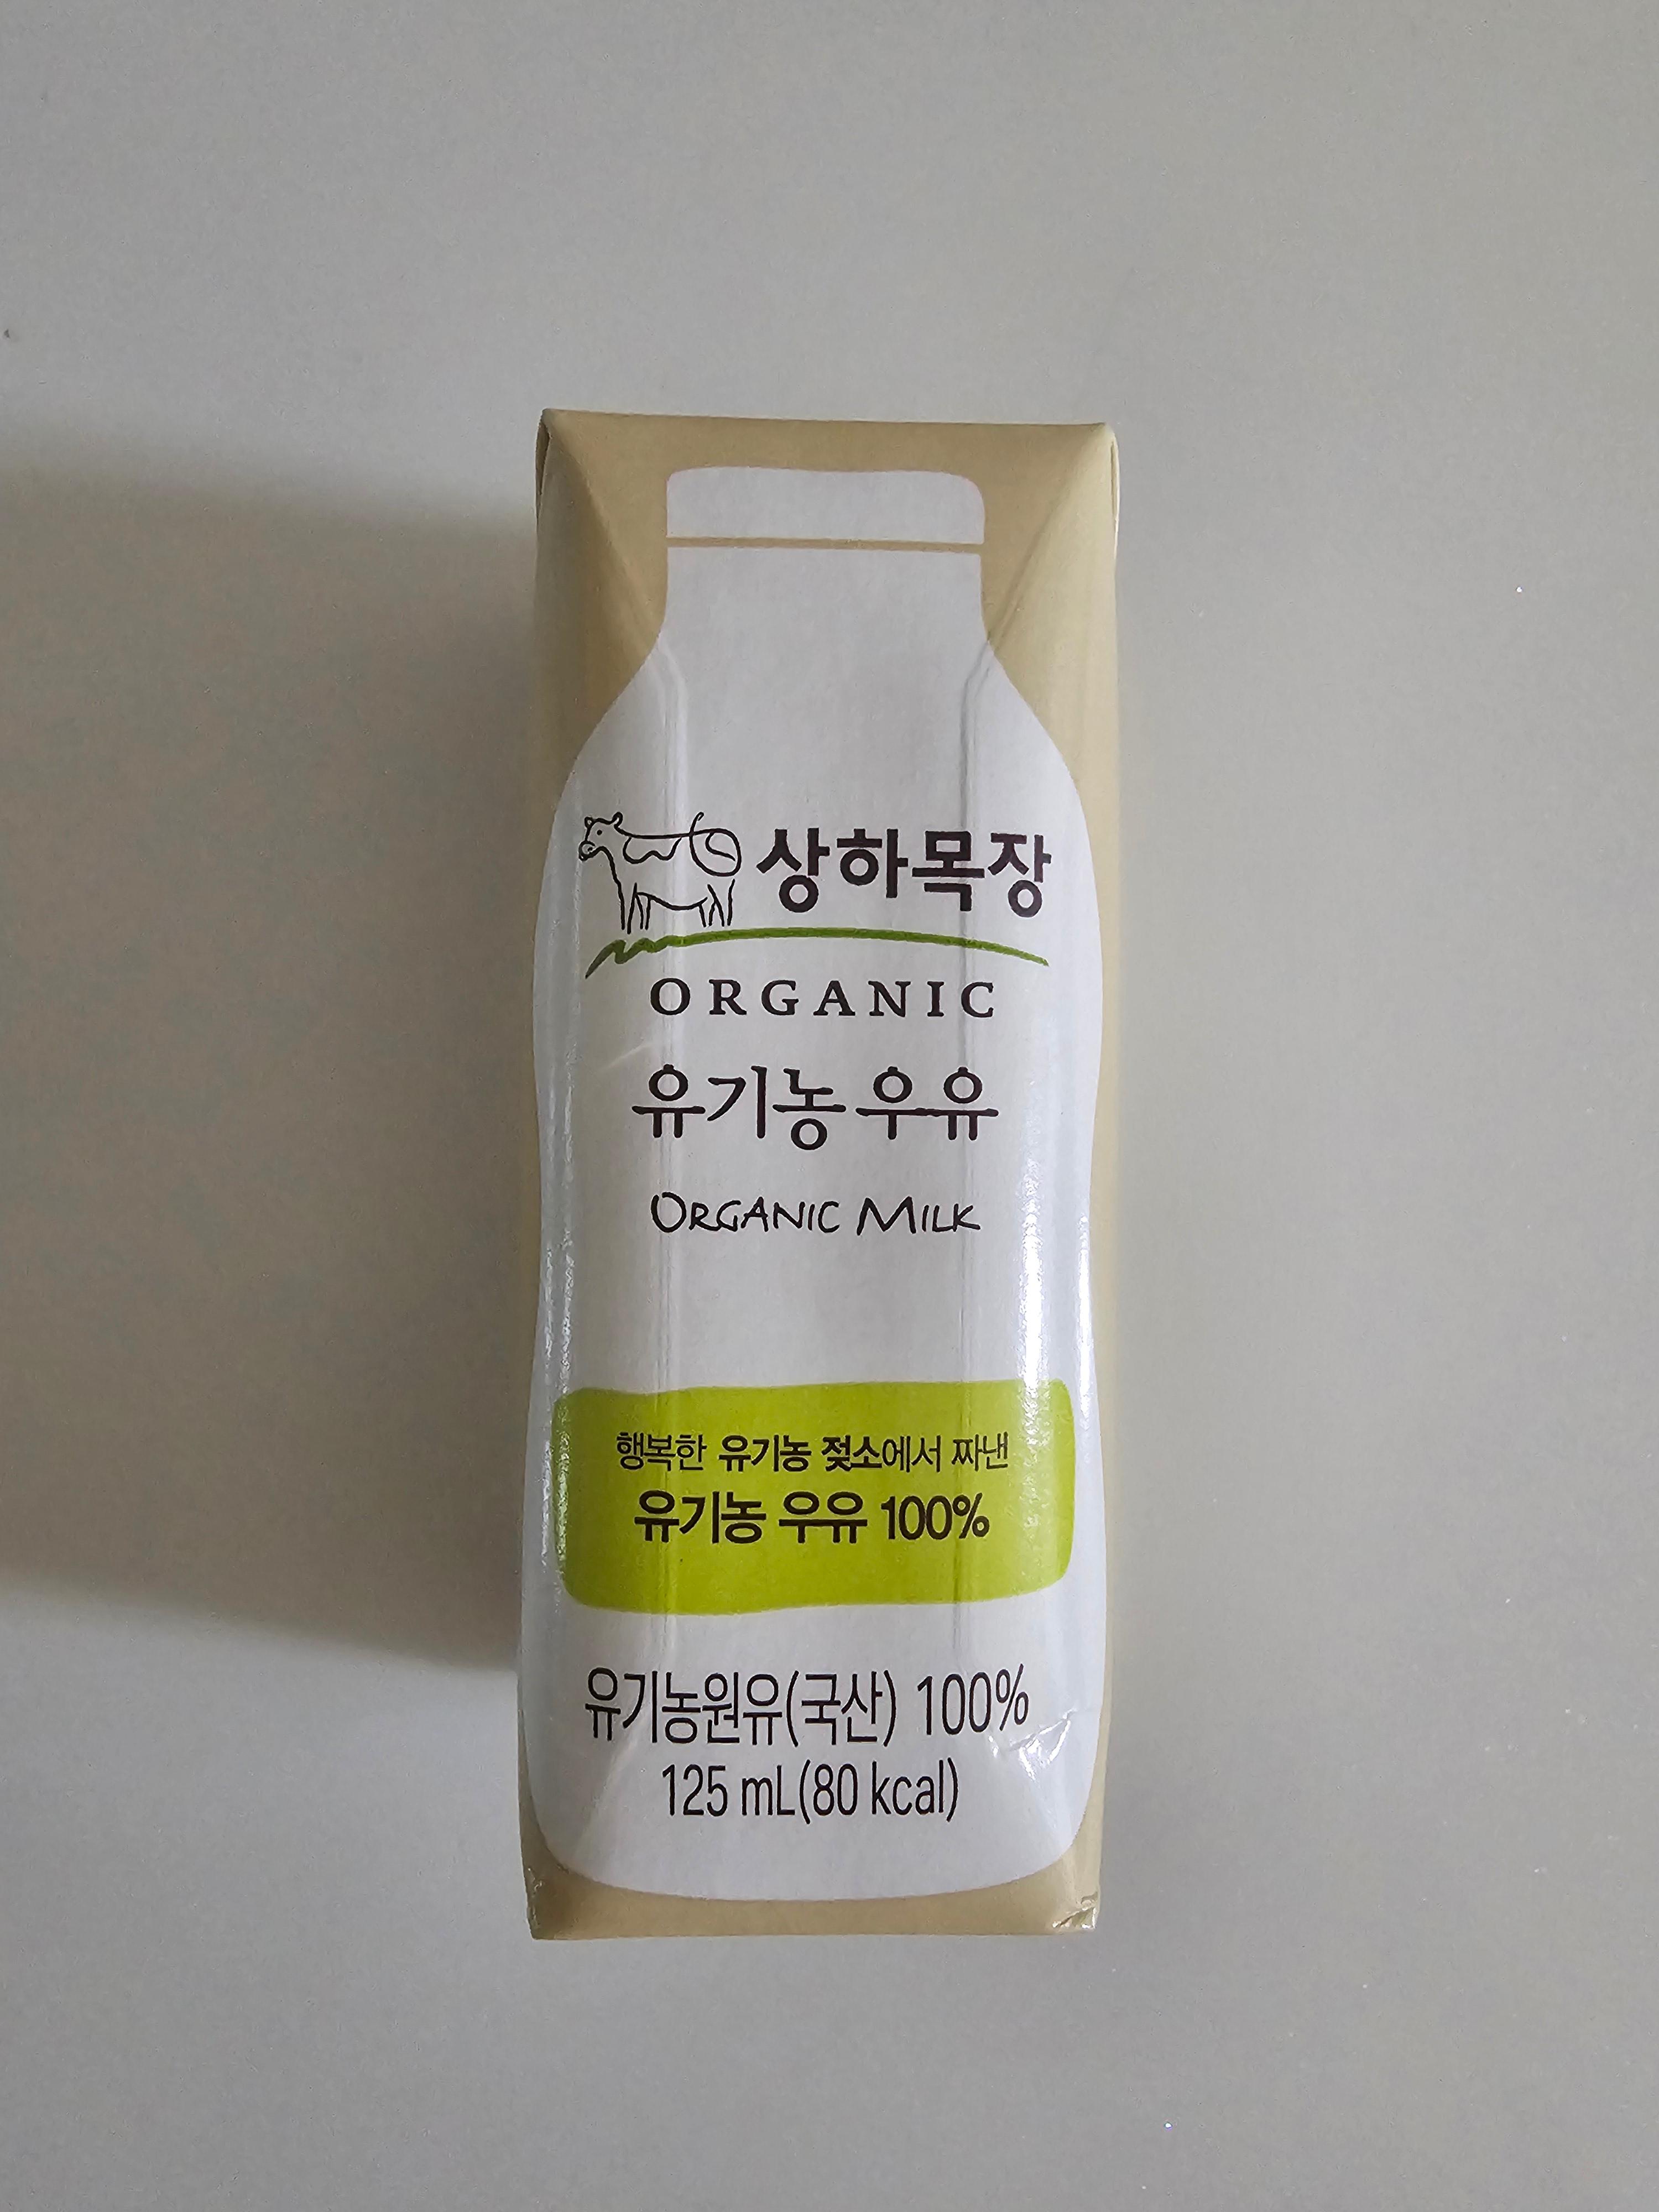 상하목장
ORGANIC
유기농 우유
ORGANIC MILK
행복한 유기농 젖소에서 짜낸
유기농 우유 100%
유기농원유(국산) 100%
125 mL(80 kcal)